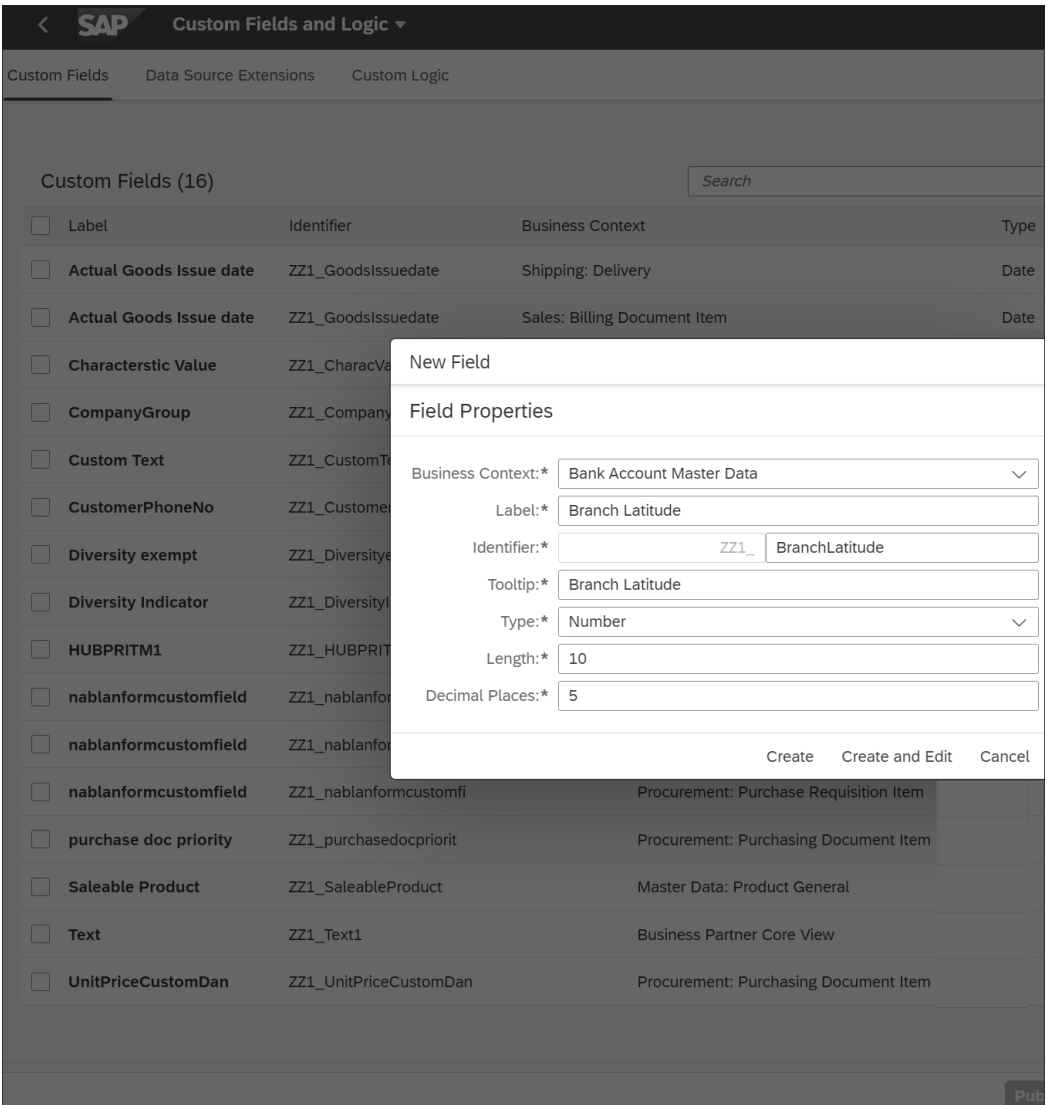 SAP Custom Fields and Logic
Custom Fields Data Source Extensions Custom Logic
Custom Fields (16) Search
Label Identifier Business Context Type
Actual Goods Issue date ZZ1_GoodsIssuedate Shipping: Delivery Date
Actual Goods Issue date ZZ1_GoodsIssuedate Sales: Billing Document Item Date
Characterstic Value ZZ1_CharacVa
CompanyGroup ZZ1_Company
Custom Text ZZ1_CustomTe
CustomerPhoneNo ZZ1_Customer
Diversity exempt ZZ1_Diversitye
Diversity Indicator ZZ1_DiversityI
HUBPRITM1 ZZ1_HUBPRIT
nablanformcustomfield ZZ1_nablanfor
nablanformcustomfield ZZ1_nablanfor
nablanformcustomfield ZZ1_nablanformcustomfi Procurement: Purchase Requisition Item
purchase doc priority ZZ1_purchasedocpriorit Procurement: Purchasing Document Item
Saleable Product ZZ1_SaleableProduct Master Data: Product General
Text ZZ1_Text1 Business Partner Core View
UnitPriceCustomDan ZZ1_UnitPriceCustomDan Procurement: Purchasing Document Item
New Field
Field Properties
Business Context:* Bank Account Master Data
Label:* Branch Latitude
Identifier:* ZZ1_ BranchLatitude
Tooltip:* Branch Latitude
Type:* Number
Length:* 10
Decimal Places:* 5
Create Create and Edit Cancel
Pub